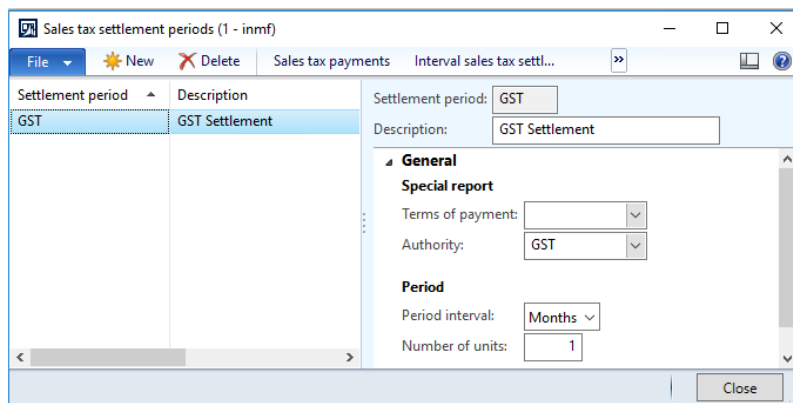 Sales tax settlement periods (1 - inmf)
File New Delete Sales tax payments Interval sales tax settl... »
Settlement period Description
GST GST Settlement
Settlement period: GST
Description: GST Settlement
General
Special report
Terms of payment:
Authority: GST
Period
Period interval: Months
Number of units: 1
Close